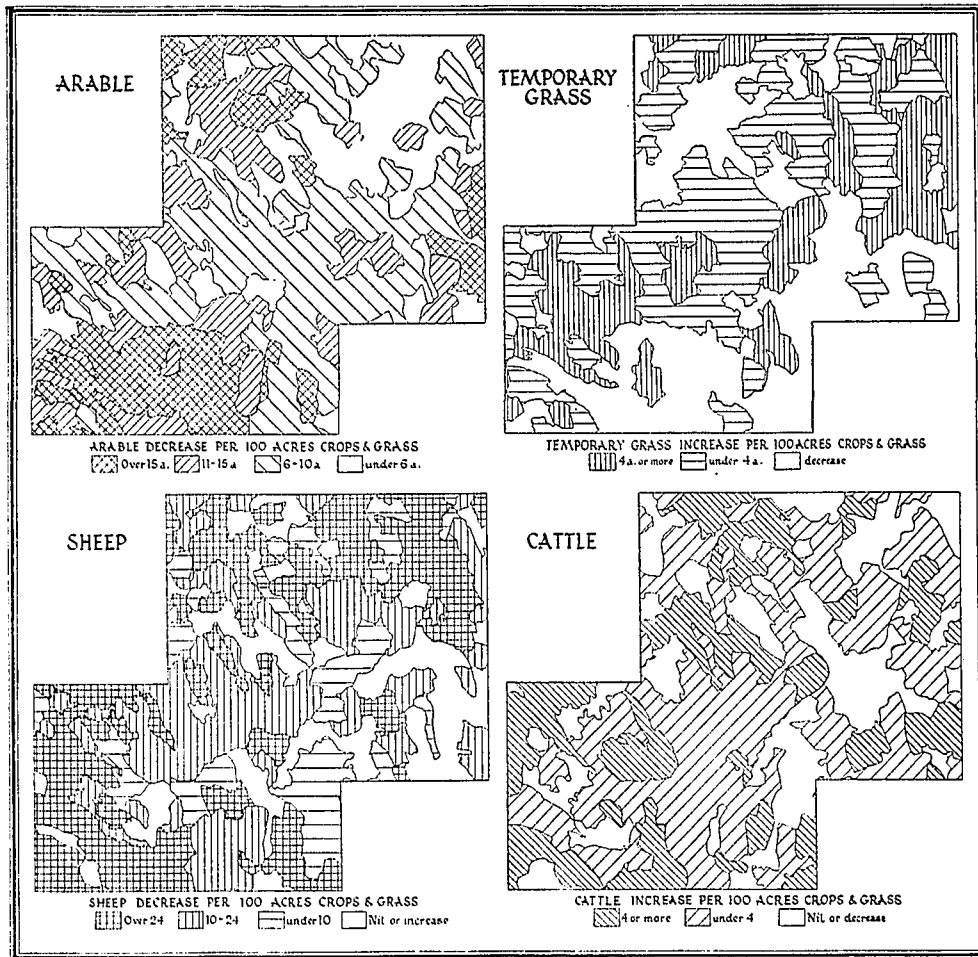 ARABLE
ARABLE DECREASE PER 100 ACRES CROPS & GRASS
Over 15 a. 11-15 a 6-10 a under 6 a.
TEMPORARY
GRASS
TEMPORARY GRASS INCREASE PER 100 ACRES CROPS & GRASS
4 a. or more under 4 a. decrease
SHEEP
SHEEP DECREASE PER 100 ACRES CROPS & GRASS
Over 24 10-24 under 10 Nil or increase
CATTLE
CATTLE INCREASE PER 100 ACRES CROPS & GRASS
4 or more under 4 Nil or decrease